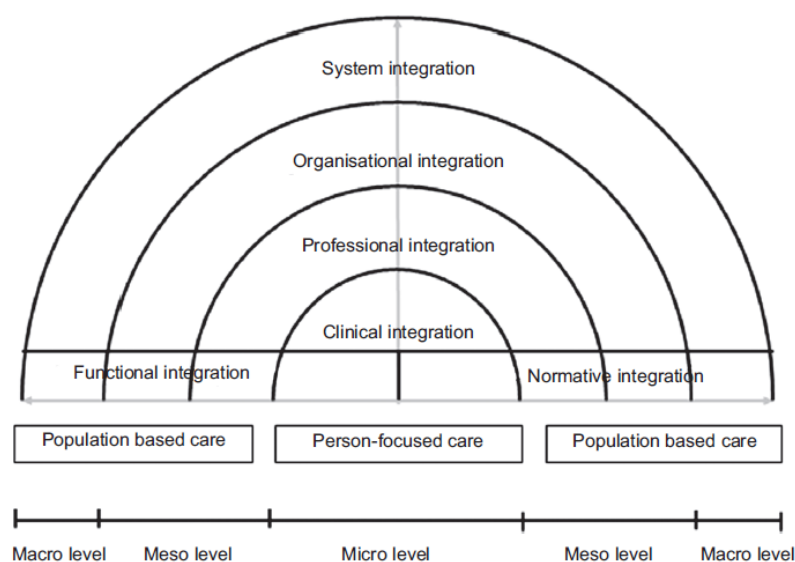 System integration
Organisational integration
Professional integration
Clinical integration
Functional integration
Normative integration
Population based care
Person-focused care
Population based care
Macro level
Meso level
Micro level
Meso level
Macro level